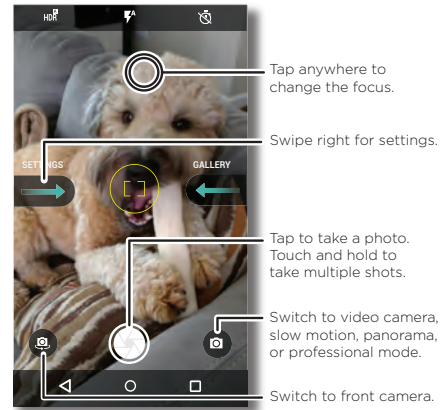 HDR
Tap anywhere to
change the focus.
Swipe right for settings.
SETTINGS
GALLERY
Tap to take a photo.
Touch and hold to
take multiple shots.
Switch to video camera,
slow motion, panorama,
or professional mode.
Switch to front camera.